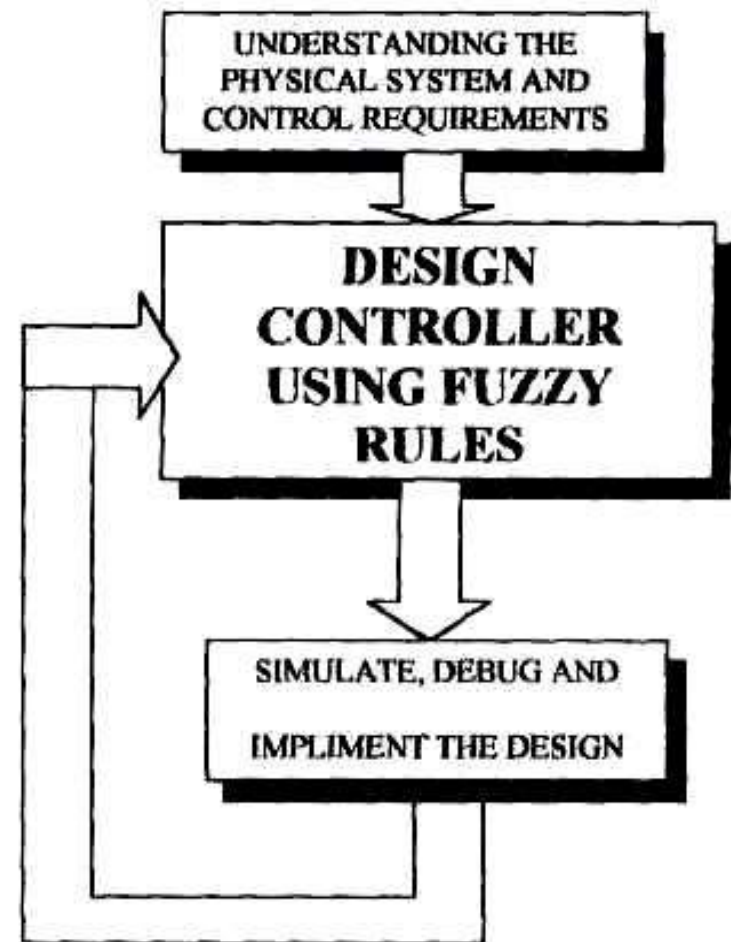 UNDERSTANDING THE
PHYSICAL SYSTEM AND
CONTROL REQUIREMENTS
DESIGN
CONTROLLER
USING FUZZY
RULES
SIMULATE, DEBUG AND
IMPLIMENT THE DESIGN